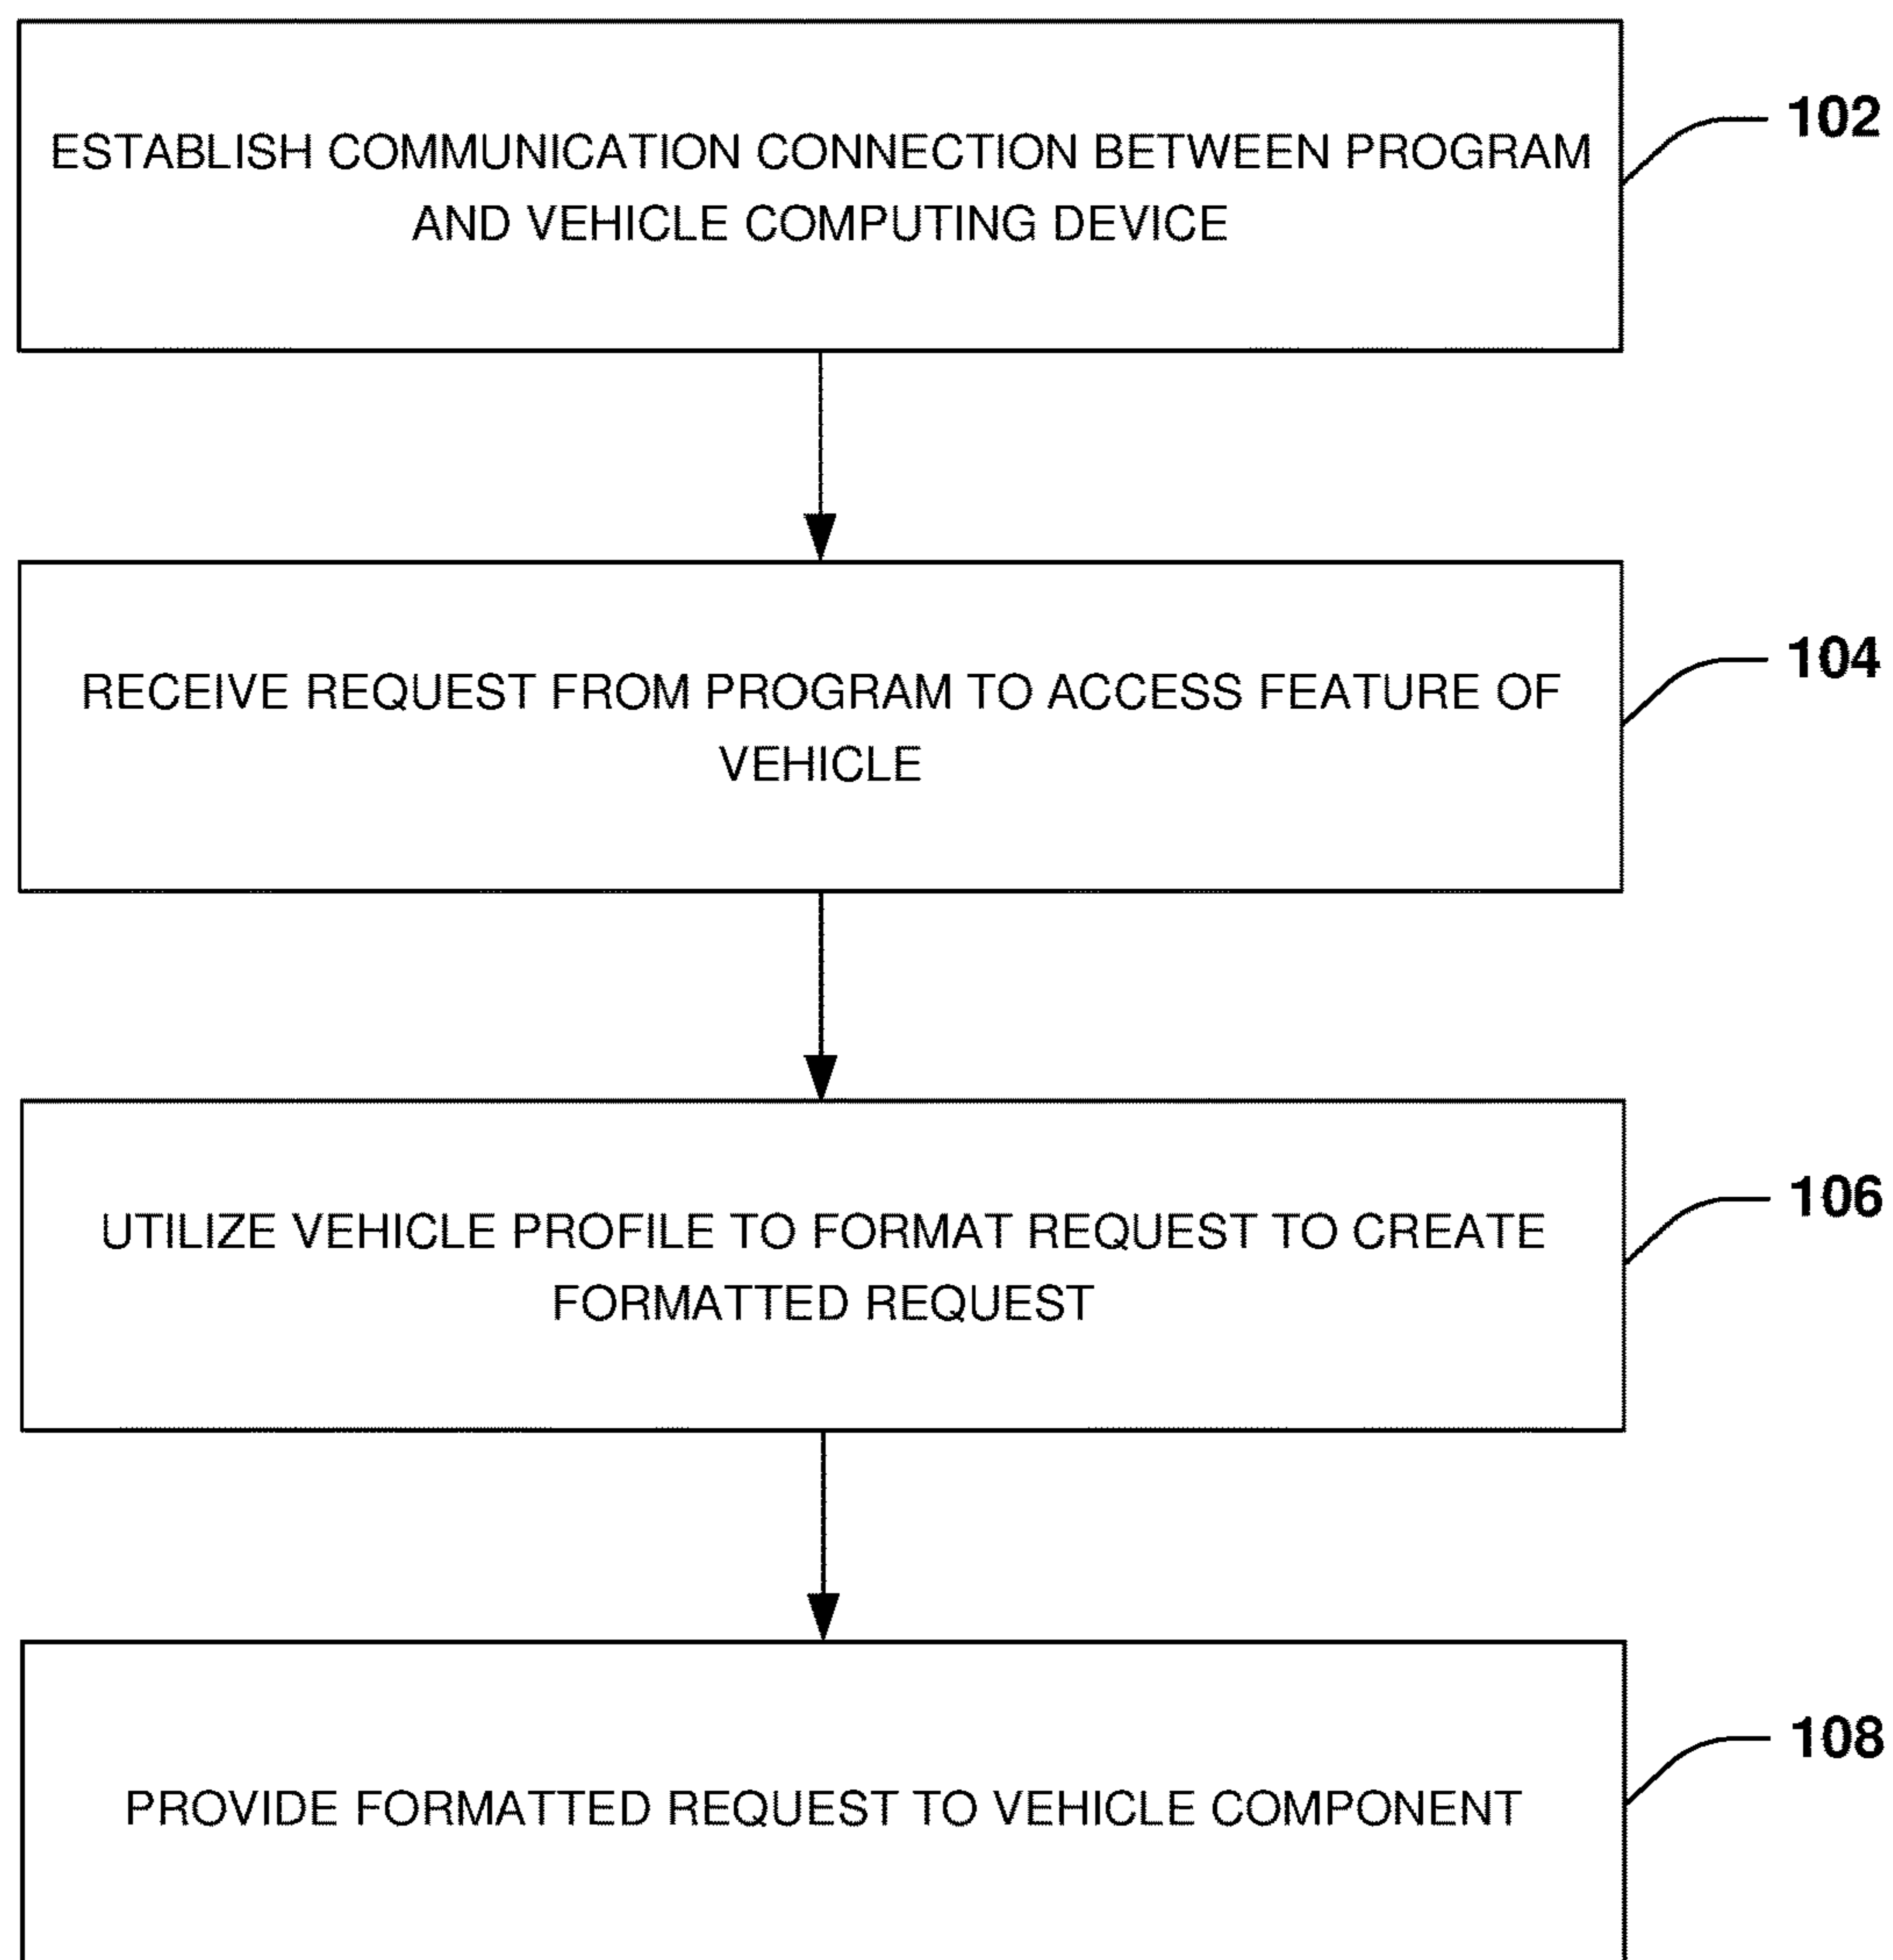 ESTABLISH COMMUNICATION CONNECTION BETWEEN PROGRAM
AND VEHICLE COMPUTING DEVICE
102
RECEIVE REQUEST FROM PROGRAM TO ACCESS FEATURE OF
VEHICLE
104
UTILIZE VEHICLE PROFILE TO FORMAT REQUEST TO CREATE
FORMATTED REQUEST
106
PROVIDE FORMATTED REQUEST TO VEHICLE COMPONENT
108